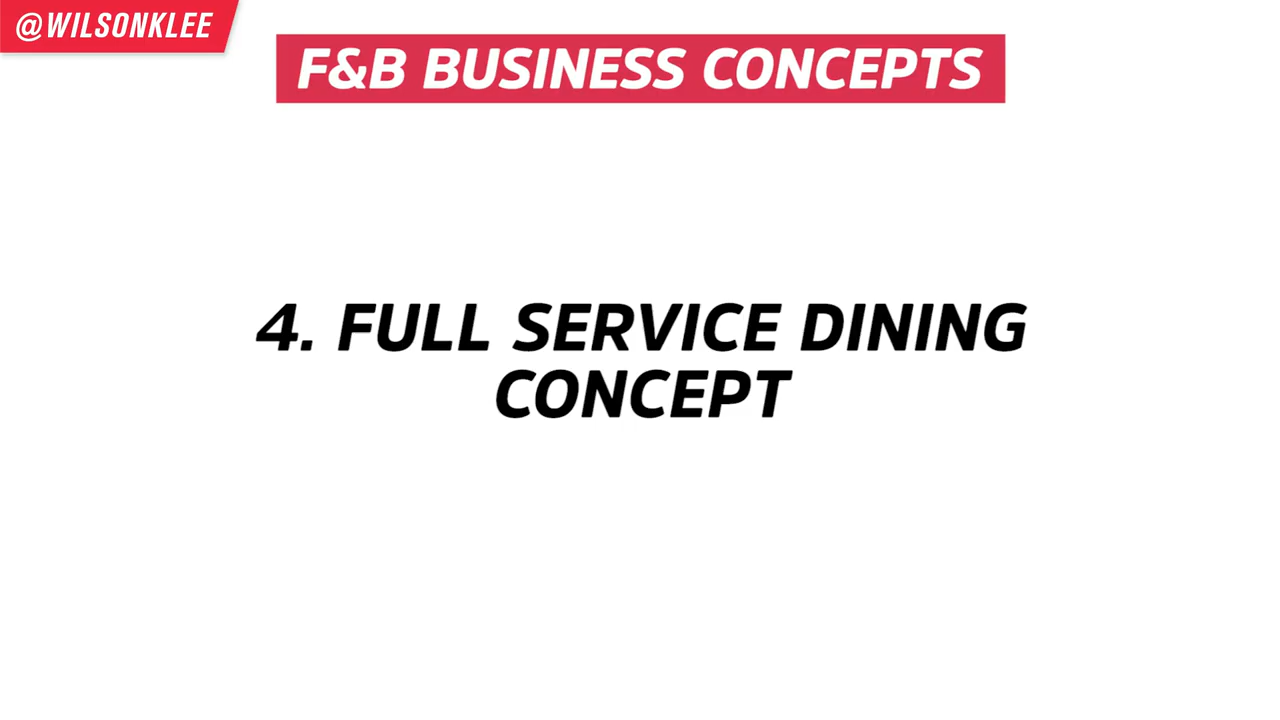 @WILSONKLEE
F&B BUSINESS CONCEPTS
4. FULL SERVICE DINING
CONCEPT